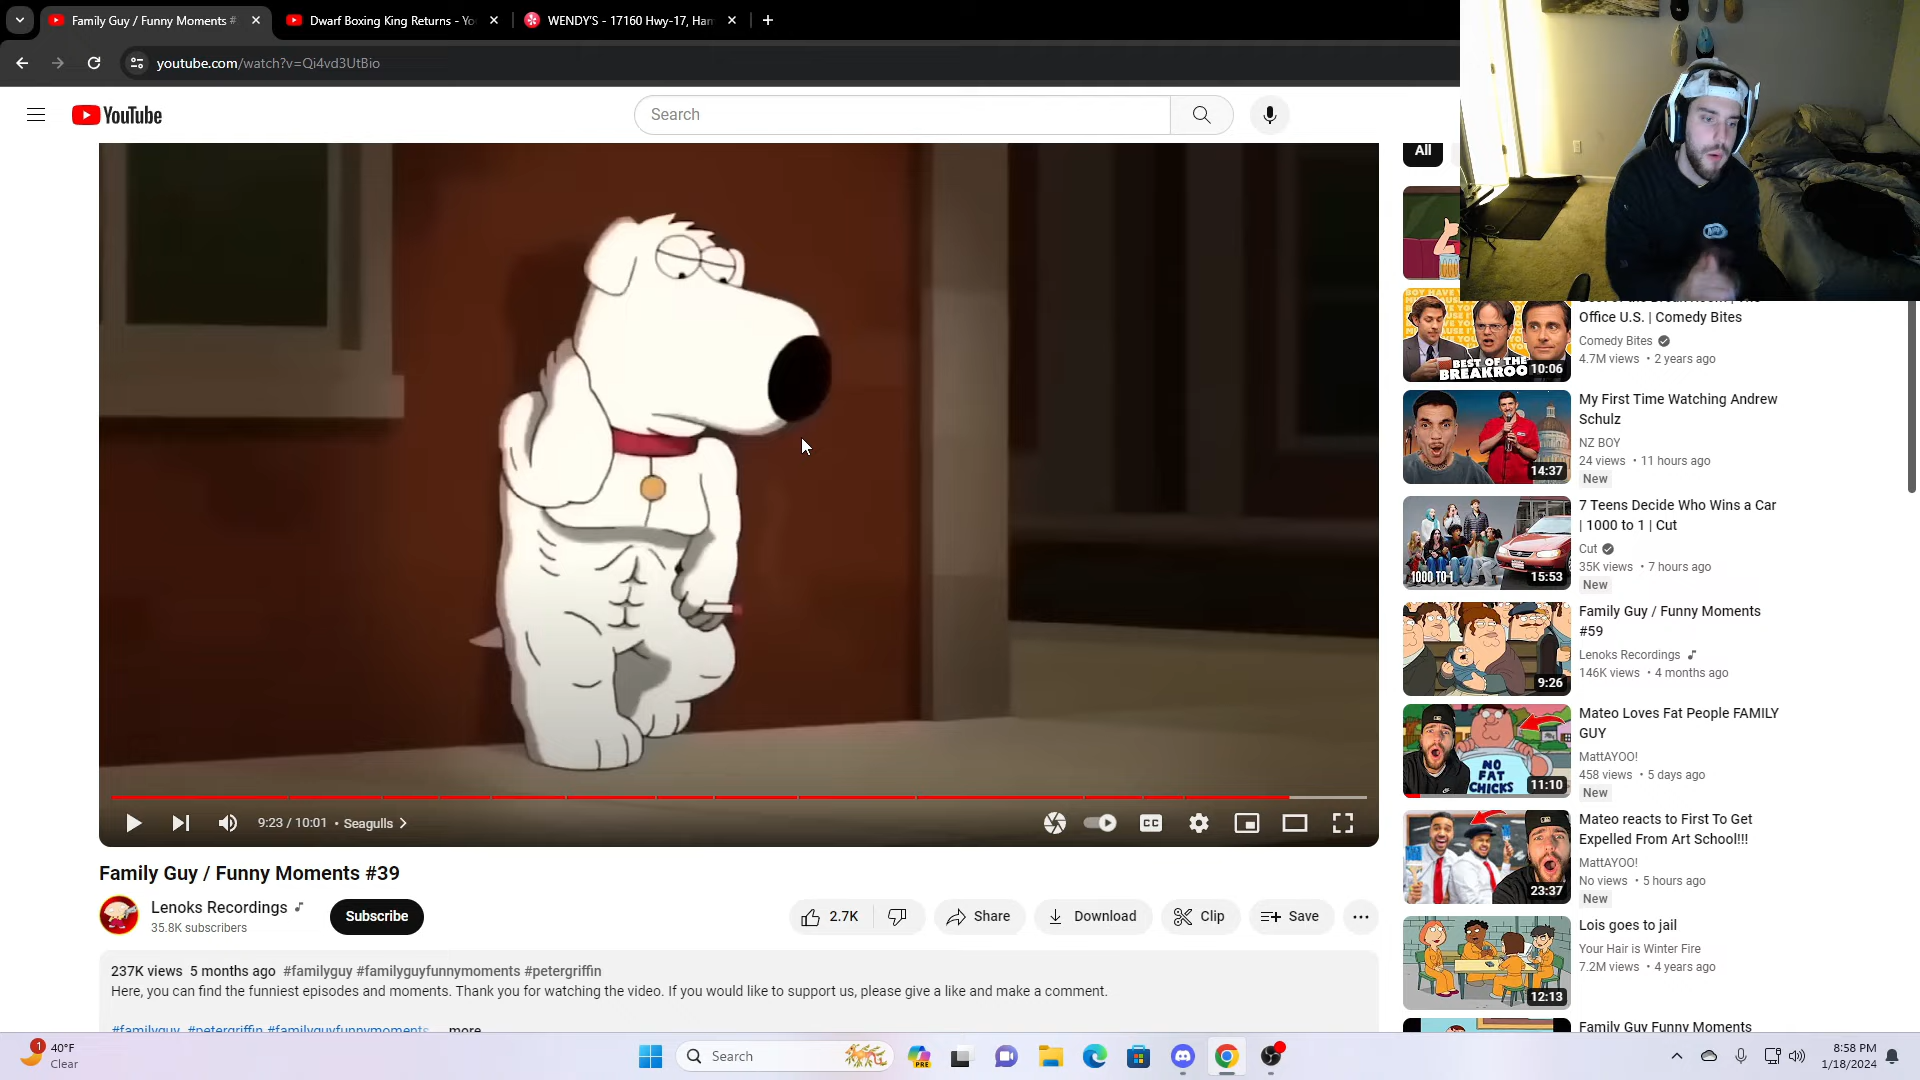 Family Guy / Funny Moments #
Dwarf Boxing King Returns - Yo
WENDY'S - 17160 Hwy-17, Ham
youtube.com/watch?v=Qi4vd3UtBio
YouTube
Search
All
Office U.S. | Comedy Bites
Comedy Bites
4.7M views • 2 years ago
BEST OF THE
BREAKROO
10:06
My First Time Watching Andrew
Schulz
NZ BOY
24 views • 11 hours ago
New
14:37
7 Teens Decide Who Wins a Car
| 1000 to 1 | Cut
Cut
35K views • 7 hours ago
New
1000 TO 1
15:53
Family Guy / Funny Moments
#59
Lenoks Recordings
146K views • 4 months ago
9:26
Mateo Loves Fat People FAMILY
GUY
MattAYOO!
458 views • 5 days ago
New
NO
FAT
CHICKS
11:10
Mateo reacts to First To Get
Expelled From Art School!!!
MattAYOO!
No views • 5 hours ago
New
23:37
Lois goes to jail
Your Hair is Winter Fire
7.2M views • 4 years ago
12:13
Family Guy Funny Moments
9:23 / 10:01 • Seagulls
CC
Family Guy / Funny Moments #39
Lenoks Recordings
35.8K subscribers
Subscribe
2.7K
Share
Download
Clip
Save
237K views 5 months ago #familyguy #familyguyfunnymoments #petergriffin
Here, you can find the funniest episodes and moments. Thank you for watching the video. If you would like to support us, please give a like and make a comment.
#familyguy #petergriffin #familyguyfunnymoments ...more
1
40°F
Clear
Search
PRE
8:58 PM
1/18/2024